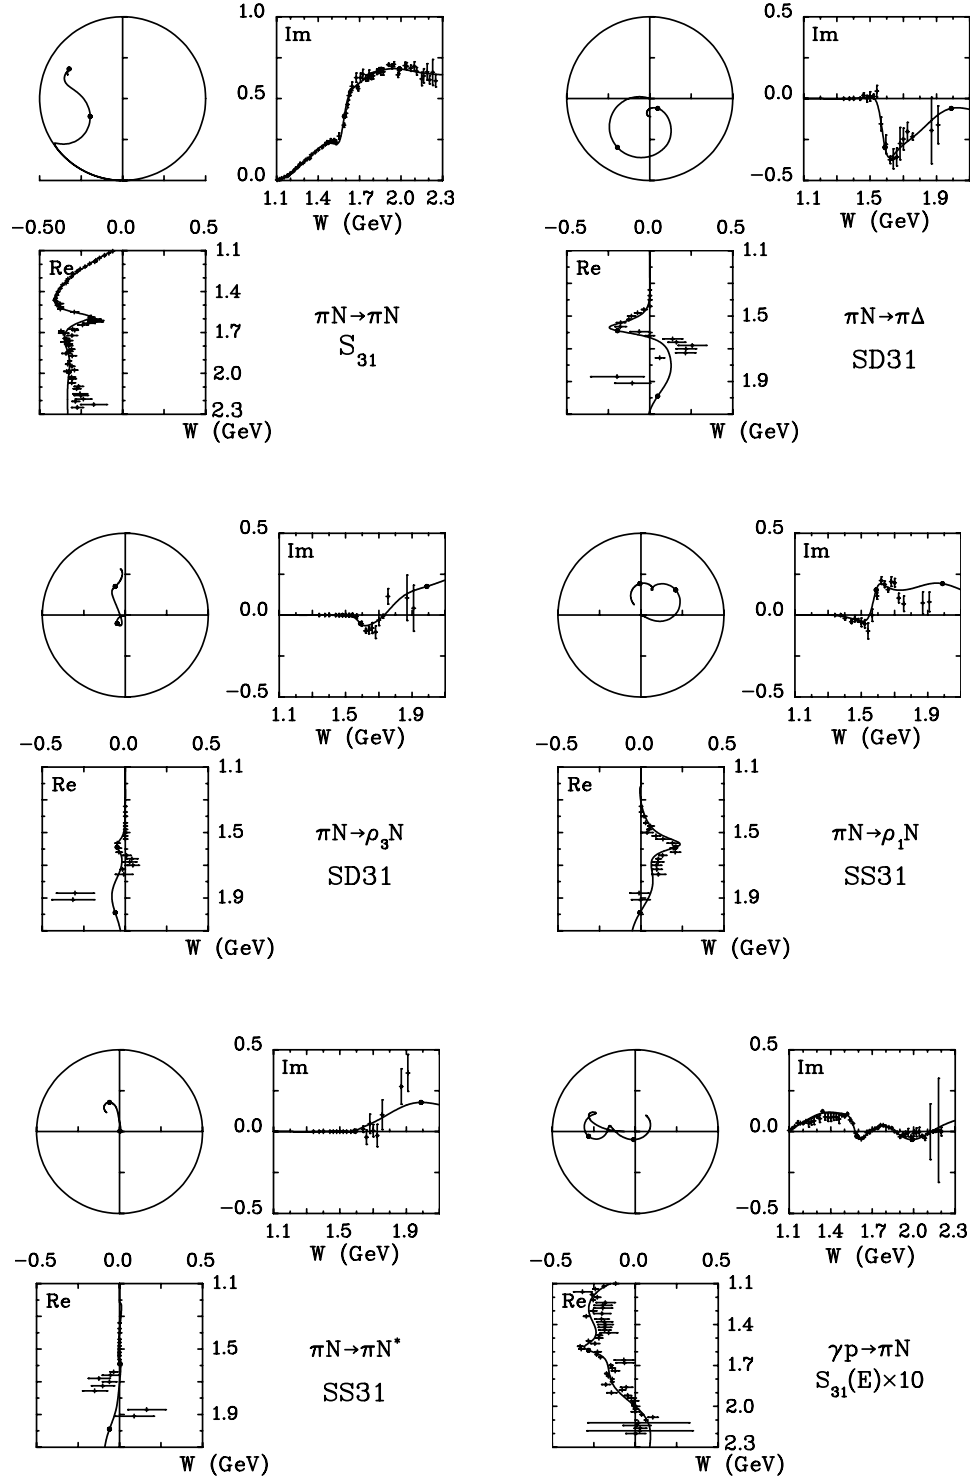 1.0
Im
0.5
0.0
1.1 1.4 1.7 2.0 2.3
W (GeV)
−0.50 0.0 0.5
Re
1.1
1.4
1.7
2.0
2.3
W (GeV)
πN→πN
S₃₁
0.5
Im
0.0
−0.5
1.1 1.5 1.9
W (GeV)
−0.5 0.0 0.5
Re
1.1
1.5
1.9
W (GeV)
πN→πΔ
SD31
0.5
Im
0.0
−0.5
1.1 1.5 1.9
W (GeV)
−0.5 0.0 0.5
Re
1.1
1.5
1.9
W (GeV)
πN→ρ₃N
SD31
0.5
Im
0.0
−0.5
1.1 1.5 1.9
W (GeV)
−0.5 0.0 0.5
Re
1.1
1.5
1.9
W (GeV)
πN→ρ₁N
SS31
0.5
Im
0.0
−0.5
1.1 1.5 1.9
W (GeV)
−0.5 0.0 0.5
Re
1.1
1.5
1.9
W (GeV)
πN→πN*
SS31
0.5
Im
0.0
−0.5
1.1 1.4 1.7 2.0 2.3
W (GeV)
−0.5 0.0 0.5
Re
1.1
1.4
1.7
2.0
2.3
W (GeV)
γp→πN
S₃₁(E)×10